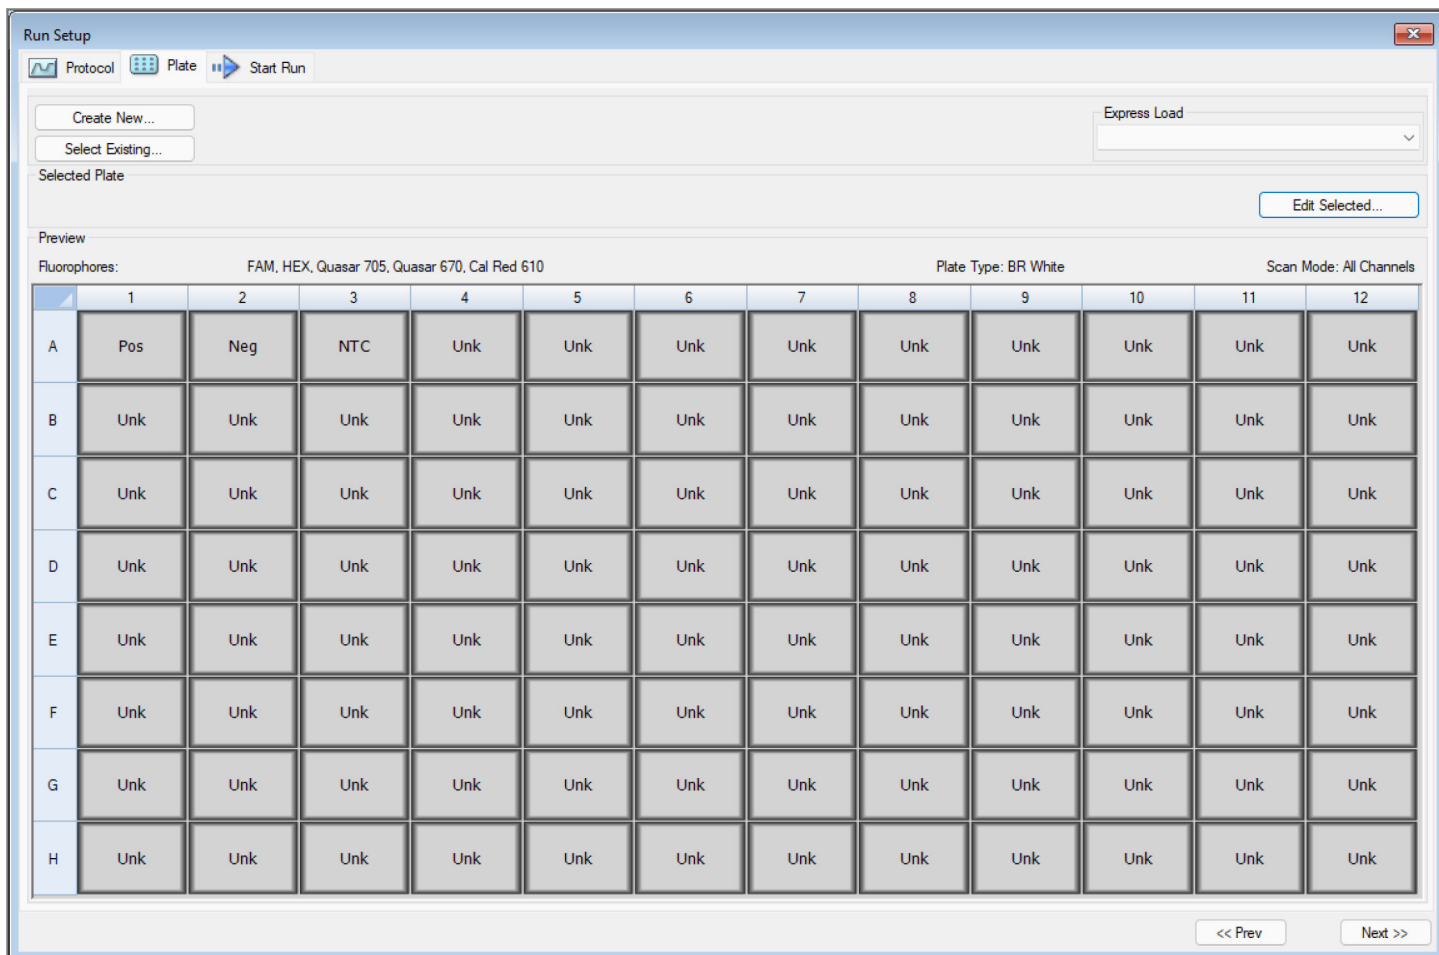 Run Setup
Protocol Plate Start Run
Create New... Express Load
Select Existing...
Selected Plate
Edit Selected...
Preview
Fluorophores: FAM, HEX, Quasar 705, Quasar 670, Cal Red 610 Plate Type: BR White Scan Mode: All Channels
1 2 3 4 5 6 7 8 9 10 11 12
A Pos Neg NTC Unk Unk Unk Unk Unk Unk Unk Unk Unk
B Unk Unk Unk Unk Unk Unk Unk Unk Unk Unk Unk Unk
C Unk Unk Unk Unk Unk Unk Unk Unk Unk Unk Unk Unk
D Unk Unk Unk Unk Unk Unk Unk Unk Unk Unk Unk Unk
E Unk Unk Unk Unk Unk Unk Unk Unk Unk Unk Unk Unk
F Unk Unk Unk Unk Unk Unk Unk Unk Unk Unk Unk Unk
G Unk Unk Unk Unk Unk Unk Unk Unk Unk Unk Unk Unk
H Unk Unk Unk Unk Unk Unk Unk Unk Unk Unk Unk Unk
<< Prev Next >>